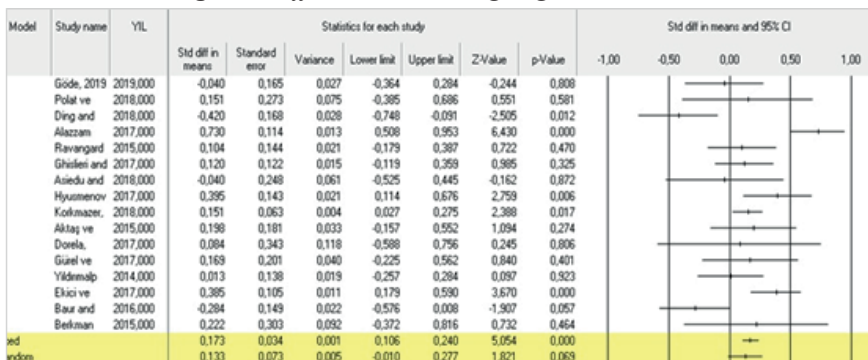 Model Study name YIL Statistics for each study Std diff in means and 95% CI
Std diff in means Standard error Variance Lower limit Upper limit Z-Value p-Value -1,00 -0,50 0,00 0,50 1,00
Göde, 2019 2019,000 -0,040 0,165 0,027 -0,364 0,284 -0,244 0,808
Polat ve 2018,000 0,151 0,273 0,075 -0,385 0,686 0,551 0,581
Ding and 2018,000 -0,420 0,168 0,028 -0,748 -0,091 -2,505 0,012
Alazzam 2017,000 0,730 0,114 0,013 0,508 0,953 6,430 0,000
Ravangard 2015,000 0,104 0,144 0,021 -0,179 0,387 0,722 0,470
Ghislieri and 2017,000 0,120 0,122 0,015 -0,119 0,359 0,985 0,325
Asiedu and 2018,000 -0,040 0,248 0,061 -0,525 0,445 -0,162 0,872
Hyusmenov 2017,000 0,395 0,143 0,021 0,114 0,676 2,759 0,006
Korkmazer, 2018,000 0,151 0,063 0,004 0,027 0,275 2,388 0,017
Aktaş ve 2015,000 0,198 0,181 0,033 -0,157 0,552 1,094 0,274
Dorela, 2017,000 0,084 0,343 0,118 -0,588 0,756 0,245 0,806
Gürel ve 2017,000 0,169 0,201 0,040 -0,225 0,562 0,840 0,401
Yıldırmalp 2014,000 0,013 0,138 0,019 -0,257 0,284 0,097 0,923
Ekici ve 2017,000 0,385 0,105 0,011 0,179 0,590 3,670 0,000
Baur and 2016,000 -0,284 0,149 0,022 -0,576 0,008 -1,907 0,057
Berkman 2015,000 0,222 0,303 0,092 -0,372 0,816 0,732 0,464
ed 0,173 0,034 0,001 0,106 0,240 5,054 0,000
ndom 0,133 0,073 0,005 -0,010 0,277 1,821 0,069